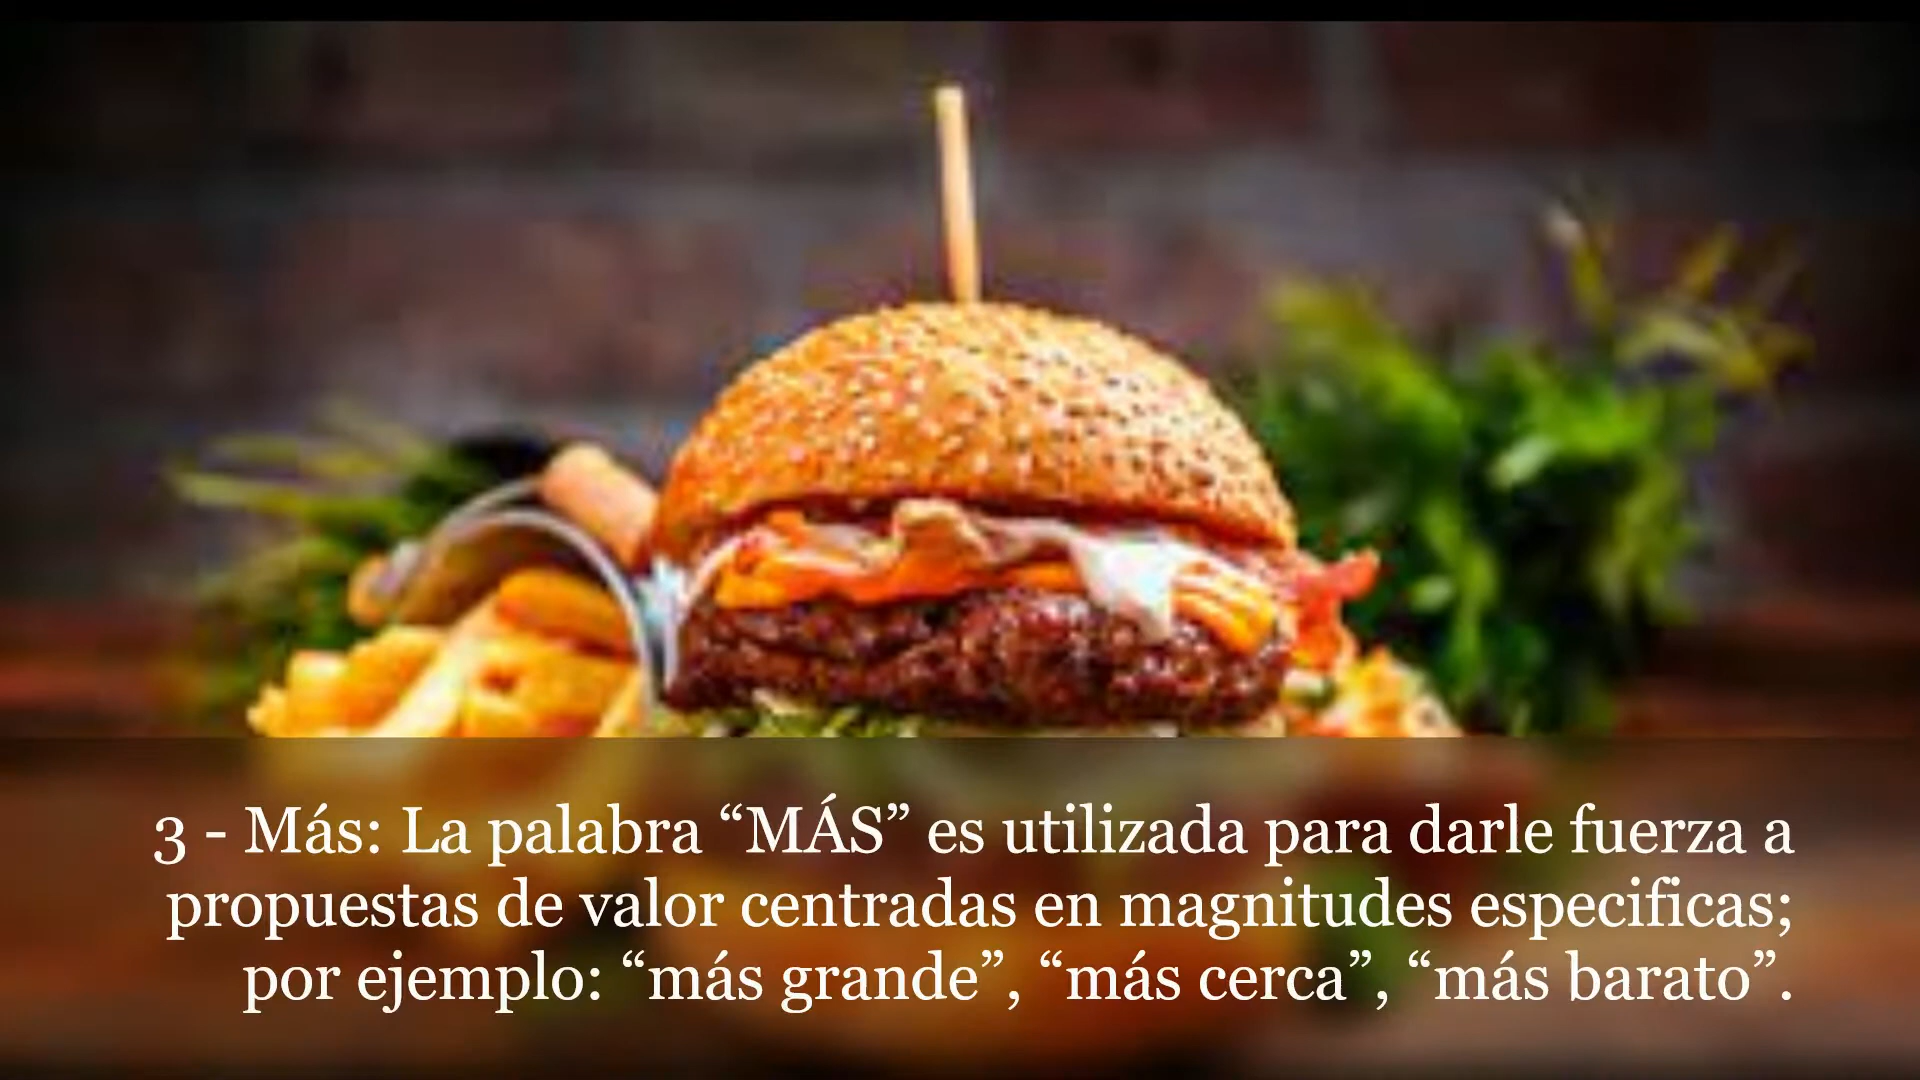 3 - Más: La palabra “MÁS” es utilizada para darle fuerza a
propuestas de valor centradas en magnitudes especificas;
por ejemplo: “más grande”, “más cerca”, “más barato”.